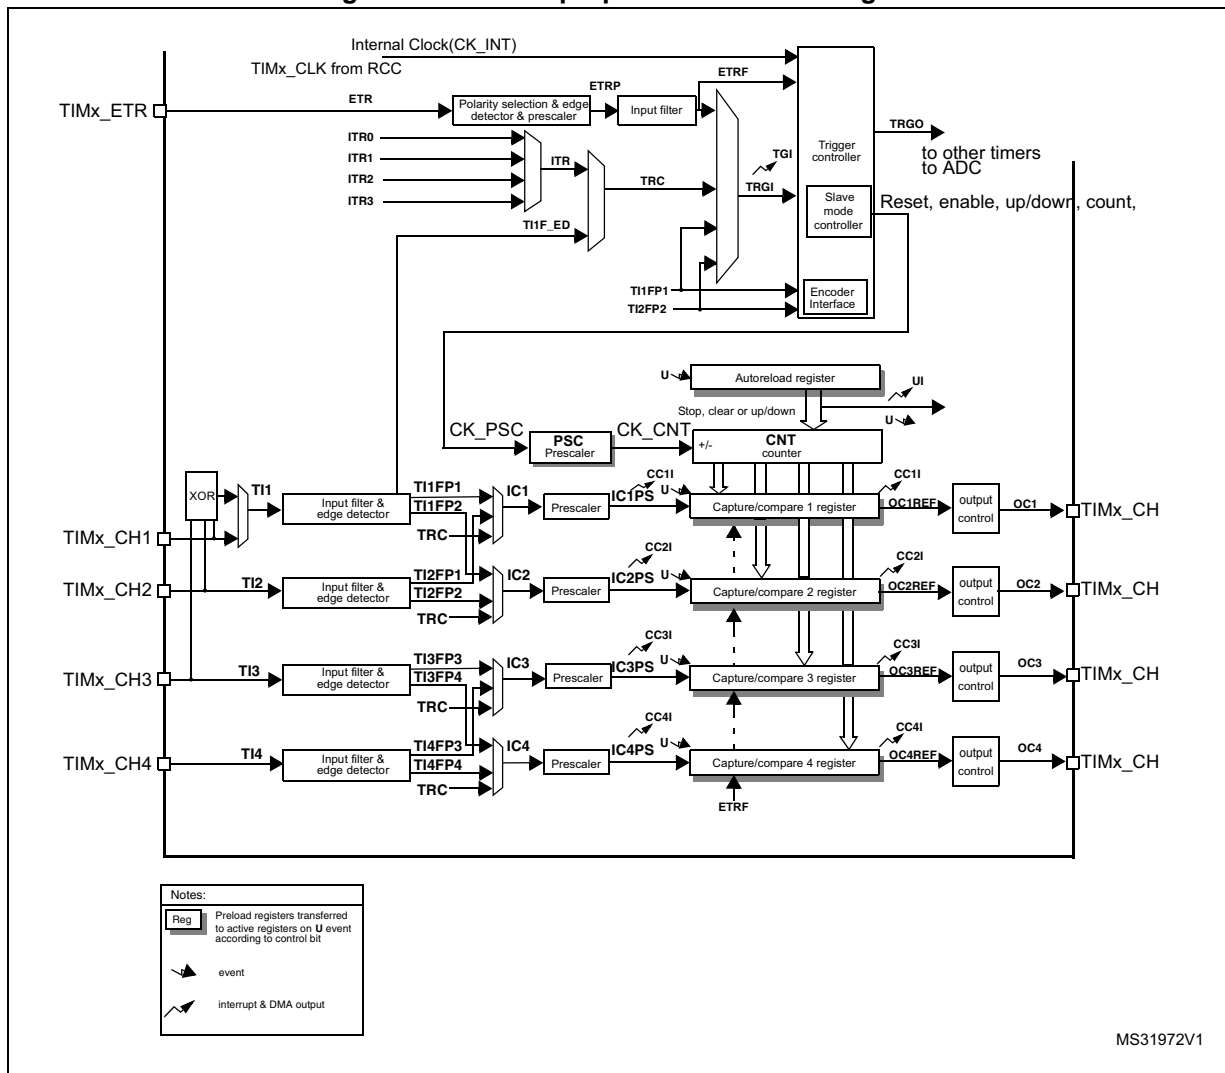 Internal Clock(CK_INT)
TIMx_CLK from RCC
ETRF
ETRP
ETR
TIMx_ETR
Polarity selection & edge
detector & prescaler
Input filter
ITR0
ITR1
ITR2
ITR3
ITR
TRC
TI1F_ED
TGI
TRGI
Trigger
controller
TRGO
to other timers
to ADC
Slave
mode
controller
Reset, enable, up/down, count,
TI1FP1
TI2FP2
Encoder
Interface
U
Autoreload register
UI
Stop, clear or up/down
U
CK_PSC
PSC
Prescaler
CK_CNT
+/-
CNT
counter
XOR
TI1
Input filter &
edge detector
TI1FP1
TI1FP2
TRC
IC1
Prescaler
IC1PS
CC1I
U
Capture/compare 1 register
CC1I
OC1REF
output
control
OC1
TIMx_CH
TIMx_CH1
TIMx_CH2
TI2
Input filter &
edge detector
TI2FP1
TI2FP2
TRC
IC2
Prescaler
IC2PS
CC2I
U
Capture/compare 2 register
CC2I
OC2REF
output
control
OC2
TIMx_CH
TIMx_CH3
TI3
Input filter &
edge detector
TI3FP3
TI3FP4
TRC
IC3
Prescaler
IC3PS
CC3I
U
Capture/compare 3 register
CC3I
OC3REF
output
control
OC3
TIMx_CH
TIMx_CH4
TI4
Input filter &
edge detector
TI4FP3
TI4FP4
TRC
IC4
Prescaler
IC4PS
CC4I
U
Capture/compare 4 register
CC4I
OC4REF
output
control
OC4
TIMx_CH
ETRF
Notes:
Reg
Preload registers transferred
to active registers on U event
according to control bit
event
interrupt & DMA output
MS31972V1